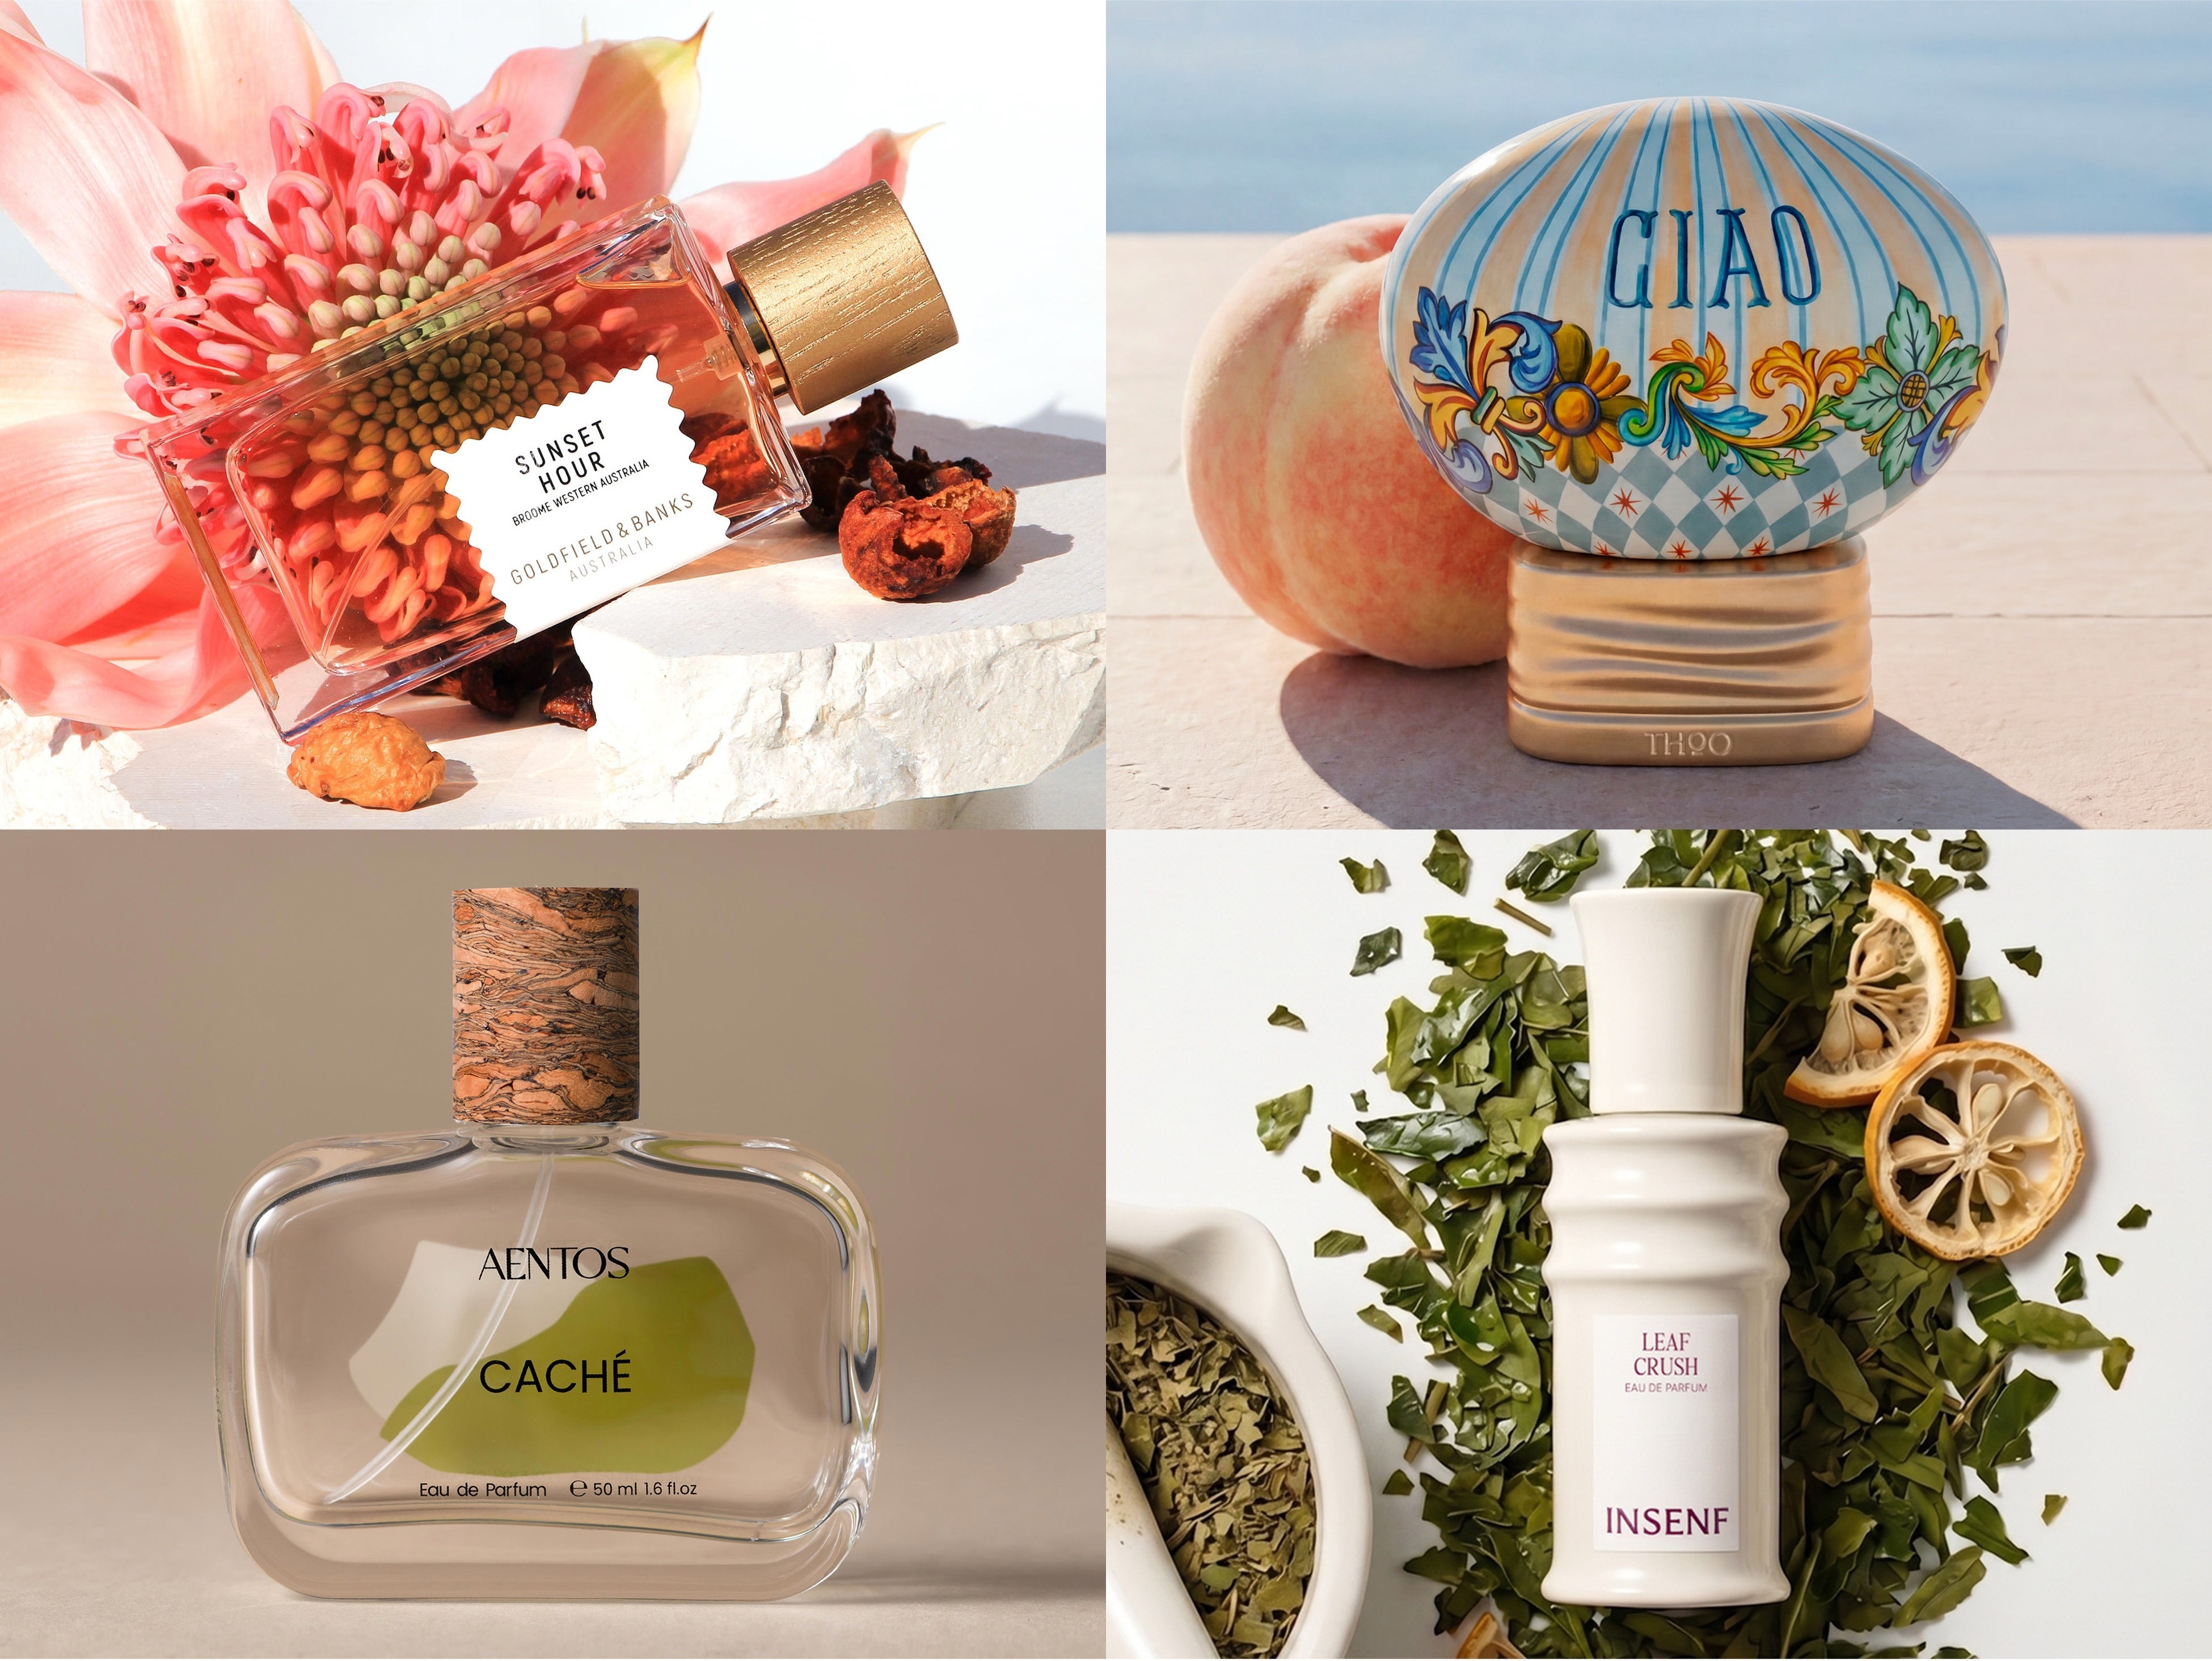 SUNSET
HOUR
BROOME WESTERN AUSTRALIA
GOLDFIELD & BANKS
AUSTRALIA
CIAO
THoO
AENTOS
CACHÉ
Eau de Parfum ℮ 50 ml 1.6 fl.oz
LEAF
CRUSH
EAU DE PARFUM
INSENF